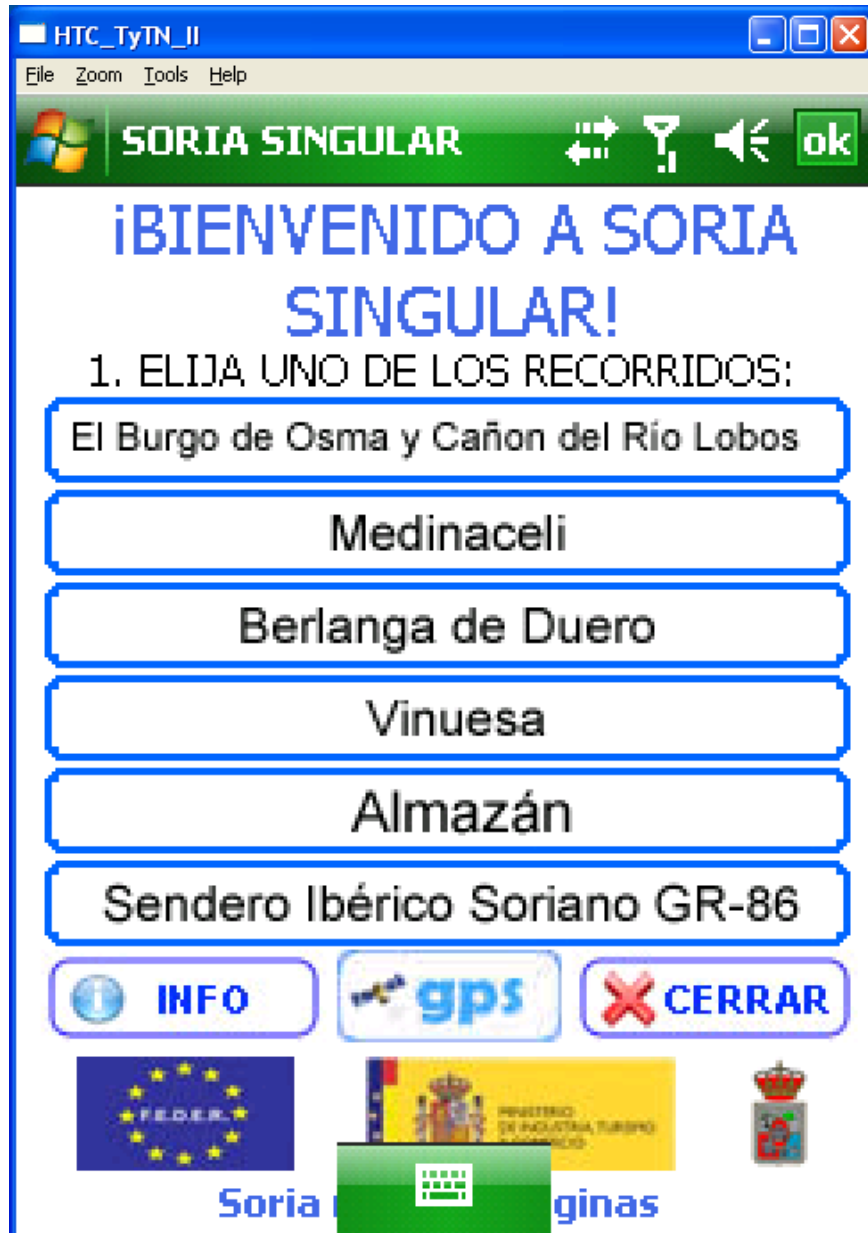 HTC_TyTN_II
File Zoom Tools Help
SORIA SINGULAR ok
¡BIENVENIDO A SORIA
SINGULAR!
1. ELIJA UNO DE LOS RECORRIDOS:
El Burgo de Osma y Cañon del Río Lobos
Medinaceli
Berlanga de Duero
Vinuesa
Almazán
Sendero Ibérico Soriano GR-86
INFO gps CERRAR
F.E.D.E.R.
MINISTERIO
DE INDUSTRIA, TURISMO
Y COMERCIO
Soria ginas